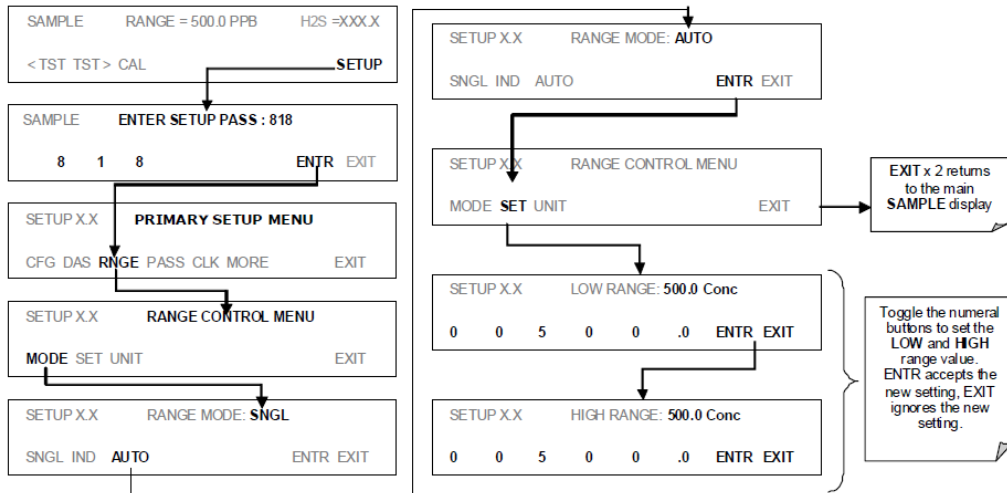 SAMPLE RANGE = 500.0 PPB H2S =XXX.X
< TST TST > CAL SETUP
SAMPLE ENTER SETUP PASS : 818
8 1 8 ENTR EXIT
SETUP X.X PRIMARY SETUP MENU
CFG DAS RNGE PASS CLK MORE EXIT
SETUP X.X RANGE CONTROL MENU
MODE SET UNIT EXIT
SETUP X.X RANGE MODE: SNGL
SNGL IND AUTO ENTR EXIT
SETUP X.X RANGE MODE: AUTO
SNGL IND AUTO ENTR EXIT
SETUP X.X RANGE CONTROL MENU
MODE SET UNIT EXIT
EXIT x 2 returns
to the main
SAMPLE display
SETUP X.X LOW RANGE: 500.0 Conc
0 0 5 0 0 .0 ENTR EXIT
SETUP X.X HIGH RANGE: 500.0 Conc
0 0 5 0 0 .0 ENTR EXIT
Toggle the numeral
buttons to set the
LOW and HIGH
range value.
ENTR accepts the
new setting, EXIT
ignores the new
setting.